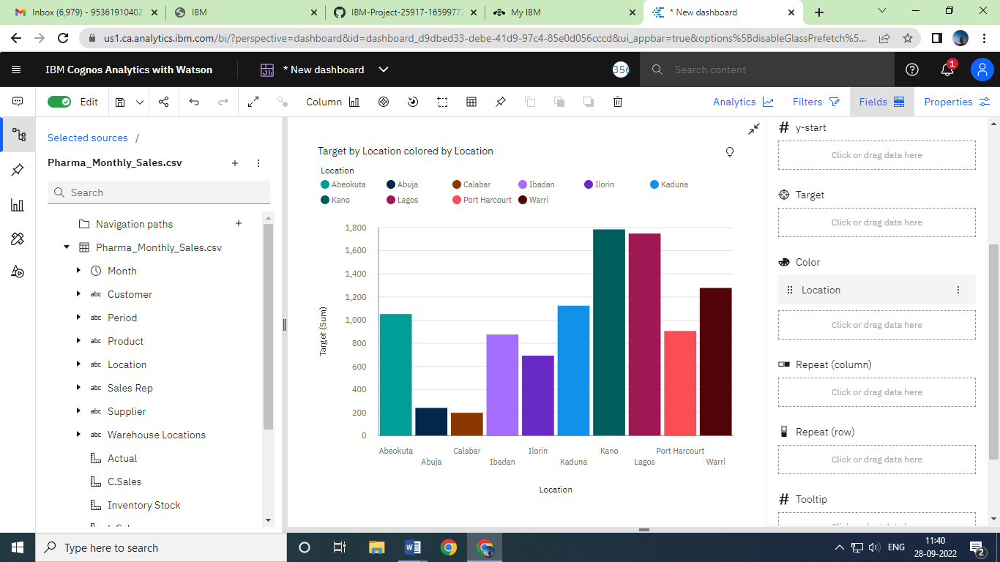 Inbox (6,979) - 95361910402
IBM
IBM-Project-25917-16599772
My IBM
* New dashboard
us1.ca.analytics.ibm.com/bi/?perspective=dashboard&id=dashboard_d9dbed33-debe-41d9-97c4-85e0d056cccd&ui_appbar=true&options%5BdisableGlassPrefetch%5...
IBM Cognos Analytics with Watson
* New dashboard
356
Search content
1
Edit
Column
Analytics
Filters
Fields
Properties
Selected sources /
Pharma_Monthly_Sales.csv
Search
Navigation paths
Pharma_Monthly_Sales.csv
Month
abc Customer
abc Period
abc Product
abc Location
abc Sales Rep
abc Supplier
abc Warehouse Locations
Actual
C.Sales
Inventory Stock
Target by Location colored by Location
Location
Abeokuta Abuja Calabar Ibadan Ilorin Kaduna
Kano Lagos Port Harcourt Warri
Target (Sum)
1,800
1,600
1,400
1,200
1,000
800
600
400
200
0
Abeokuta Calabar Ilorin Kano Port Harcourt
Abuja Ibadan Kaduna Lagos Warri
Location
# y-start
Click or drag data here
Target
Click or drag data here
Color
Location
Click or drag data here
Repeat (column)
Click or drag data here
Repeat (row)
Click or drag data here
# Tooltip
Type here to search
ENG
11:40
28-09-2022
2